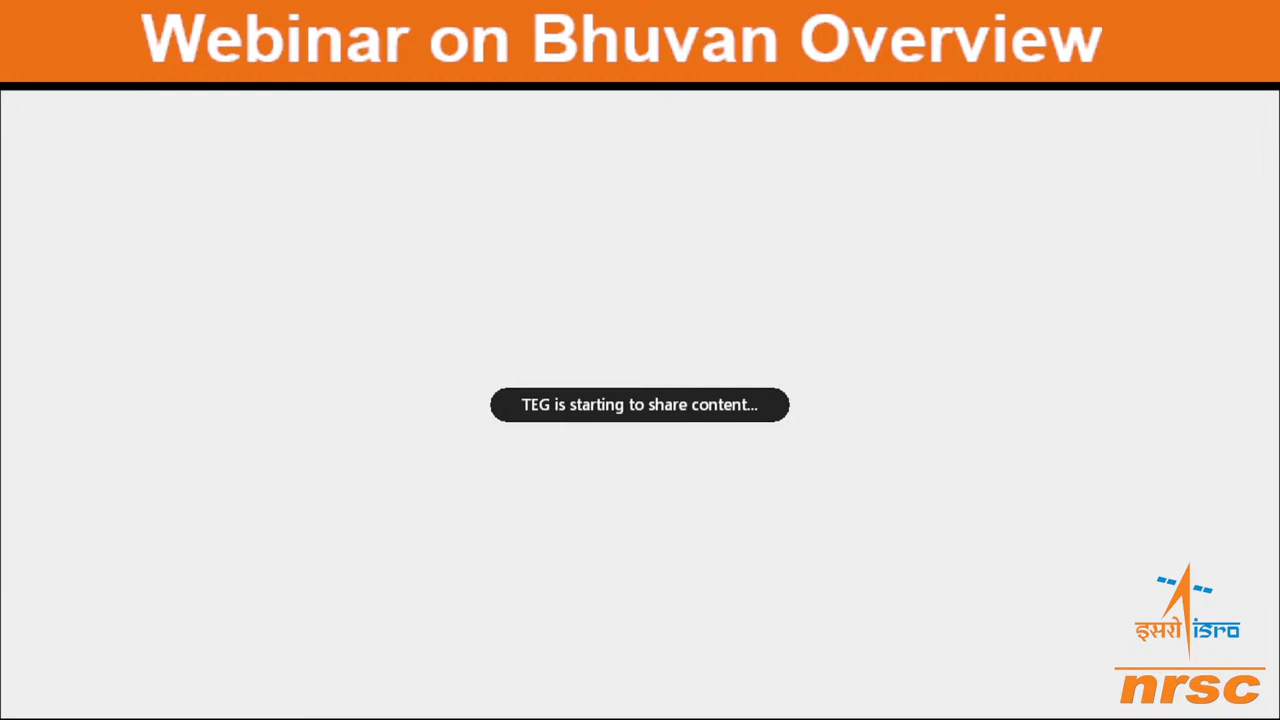 Webinar on Bhuvan Overview
TEG is starting to share content...
इसरो isro
nrsc